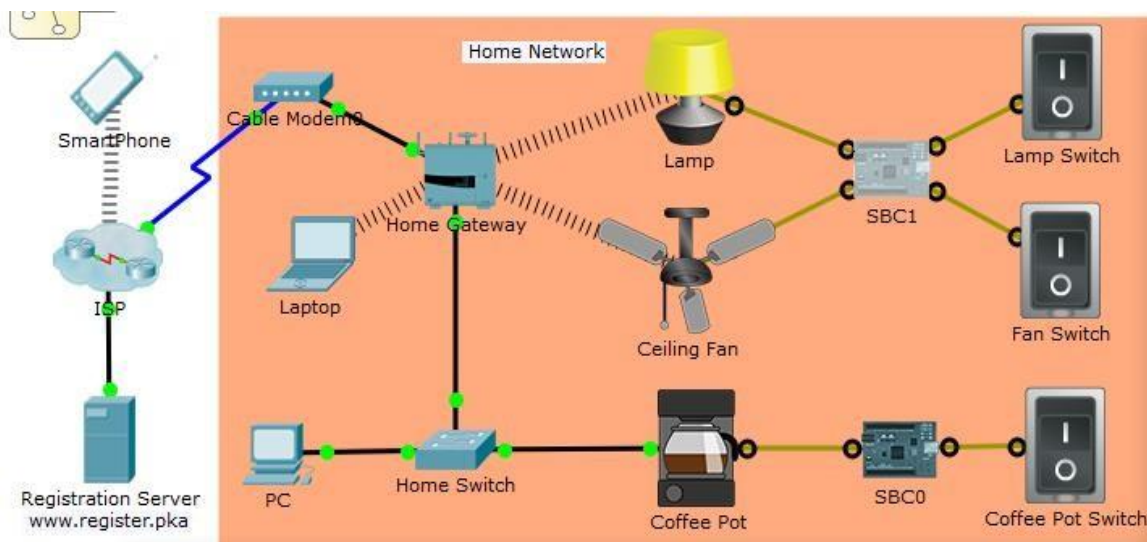 Home Network
SmartPhone
Cable Modem0
Lamp
Lamp Switch
SBC1
Home Gateway
Laptop
ISP
Ceiling Fan
Fan Switch
Registration Server
www.register.pka
PC
Home Switch
Coffee Pot
SBC0
Coffee Pot Switch